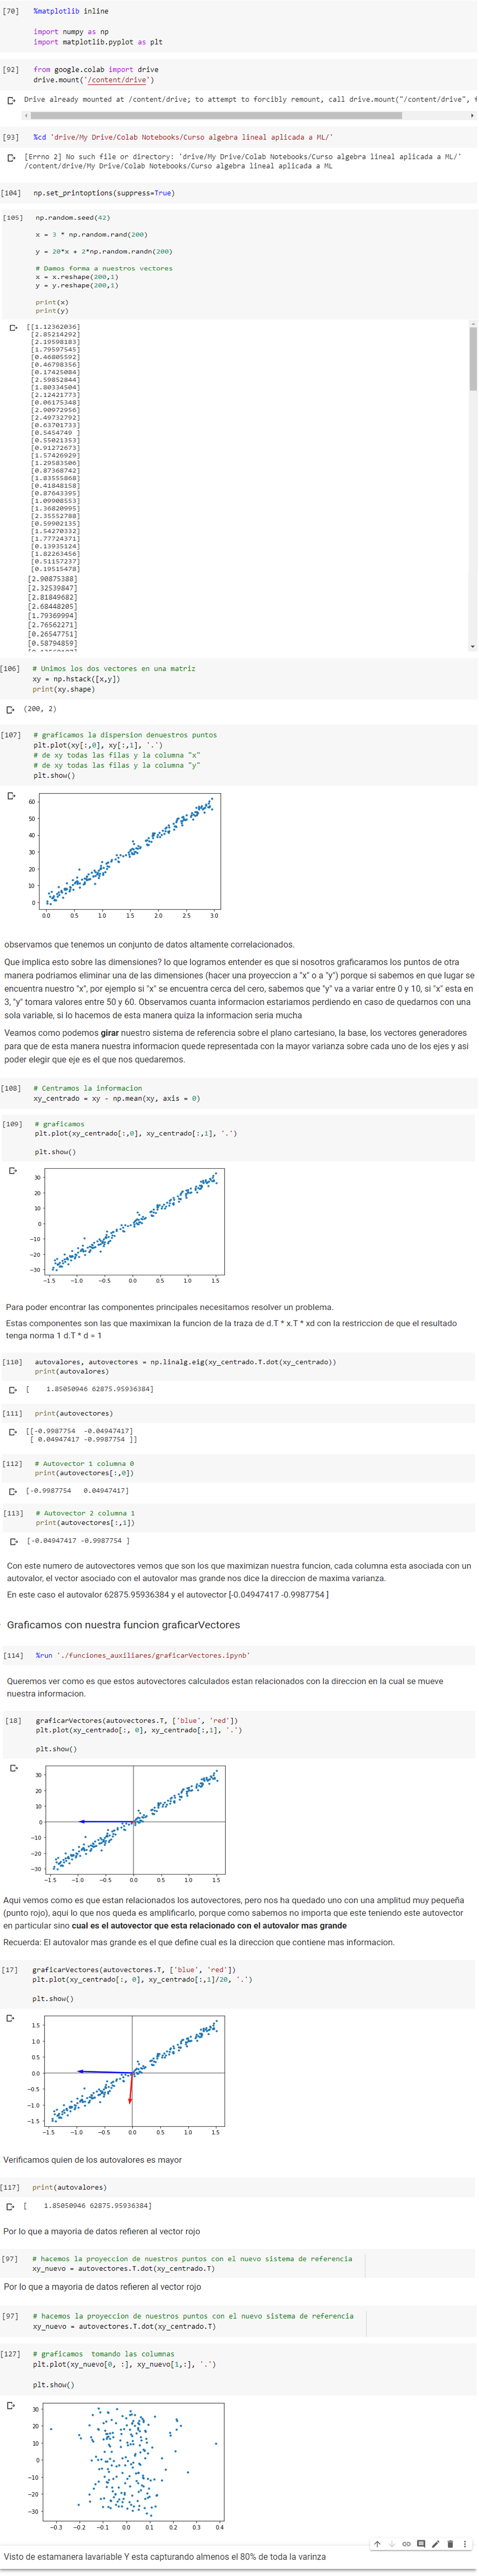 [70] %matplotlib inline
import numpy as np
import matplotlib.pyplot as plt
[92] from google.colab import drive
drive.mount('/content/drive')
Drive already mounted at /content/drive; to attempt to forcibly remount, call drive.mount("/content/drive", f
[93] %cd 'drive/My Drive/Colab Notebooks/Curso algebra lineal aplicada a ML/'
[Errno 2] No such file or directory: 'drive/My Drive/Colab Notebooks/Curso algebra lineal aplicada a ML/'
/content/drive/My Drive/Colab Notebooks/Curso algebra lineal aplicada a ML
[104] np.set_printoptions(suppress=True)
[105] np.random.seed(42)
x = 3 * np.random.rand(200)
y = 20*x + 2*np.random.randn(200)
# Damos forma a nuestros vectores
x = x.reshape(200,1)
y = y.reshape(200,1)
print(x)
print(y)
[[1.12362036]
[2.85214292]
[2.19598183]
[1.79597545]
[0.46805592]
[0.46798356]
[0.17425084]
[2.59852844]
[1.80334504]
[2.12421773]
[0.06175348]
[2.90972956]
[2.49732792]
[0.63701733]
[0.5454749 ]
[0.55021353]
[0.91272673]
[1.57426929]
[1.29583506]
[0.87368742]
[1.83555868]
[0.41848158]
[0.87643395]
[1.09908553]
[1.36820995]
[2.35552788]
[0.59902135]
[1.54270332]
[1.77724371]
[0.13935124]
[1.82263456]
[0.51157237]
[0.19515478]
[2.90875388]
[2.32539847]
[2.81849682]
[2.68448205]
[1.79369994]
[2.76562271]
[0.26547751]
[0.58794859]
[106] # Unimos los dos vectores en una matriz
xy = np.hstack([x,y])
print(xy.shape)
(200, 2)
[107] # graficamos la dispersion denuestros puntos
plt.plot(xy[:,0], xy[:,1], '.')
# de xy todas las filas y la columna "x"
# de xy todas las filas y la columna "y"
plt.show()
60
50
40
30
20
10
0
0.0 0.5 1.0 1.5 2.0 2.5 3.0
observamos que tenemos un conjunto de datos altamente correlacionados.
Que implica esto sobre las dimensiones? lo que logramos entender es que si nosotros graficaramos los puntos de otra
manera podriamos eliminar una de las dimensiones (hacer una proyeccion a "x" o a "y") porque si sabemos en que lugar se
encuentra nuestro "x", por ejemplo si "x" se encuentra cerca del cero, sabemos que "y" va a variar entre 0 y 10, si "x" esta en
3, "y" tomara valores entre 50 y 60. Observamos cuanta informacion estariamos perdiendo en caso de quedarnos con una
sola variable, si lo hacemos de esta manera quiza la informacion seria mucha
Veamos como podemos girar nuestro sistema de referencia sobre el plano cartesiano, la base, los vectores generadores
para que de esta manera nuestra informacion quede representada con la mayor varianza sobre cada uno de los ejes y asi
poder elegir que eje es el que nos quedaremos.
[108] # Centramos la informacion
xy_centrado = xy - np.mean(xy, axis = 0)
[109] # graficamos
plt.plot(xy_centrado[:,0], xy_centrado[:,1], '.')
plt.show()
30
20
10
0
−10
−20
−30
−1.5 −1.0 −0.5 0.0 0.5 1.0 1.5
Para poder encontrar las componentes principales necesitamos resolver un problema.
Estas componentes son las que maximixan la funcion de la traza de d.T * x.T * xd con la restriccion de que el resultado
tenga norma 1 d.T * d = 1
[110] autovalores, autovectores = np.linalg.eig(xy_centrado.T.dot(xy_centrado))
print(autovalores)
[ 1.85050946 62875.95936384]
[111] print(autovectores)
[[-0.9987754 -0.04947417]
[ 0.04947417 -0.9987754 ]]
[112] # Autovector 1 columna 0
print(autovectores[:,0])
[-0.9987754 0.04947417]
[113] # Autovector 2 columna 1
print(autovectores[:,1])
[-0.04947417 -0.9987754 ]
Con este numero de autovectores vemos que son los que maximizan nuestra funcion, cada columna esta asociada con un
autovalor, el vector asociado con el autovalor mas grande nos dice la direccion de maxima varianza.
En este caso el autovalor 62875.95936384 y el autovector [-0.04947417 -0.9987754 ]
Graficamos con nuestra funcion graficarVectores
[114] %run './funciones_auxiliares/graficarVectores.ipynb'
Queremos ver como es que estos autovectores calculados estan relacionados con la direccion en la cual se mueve
nuestra informacion.
[18] graficarVectores(autovectores.T, ['blue', 'red'])
plt.plot(xy_centrado[:, 0], xy_centrado[:,1], '.')
plt.show()
30
20
10
0
−10
−20
−30
−1.5 −1.0 −0.5 0.0 0.5 1.0 1.5
Aqui vemos como es que estan relacionados los autovectores, pero nos ha quedado uno con una amplitud muy pequeña
(punto rojo), aqui lo que nos queda es amplificarlo, porque como sabemos no importa que este teniendo este autovector
en particular sino cual es el autovector que esta relacionado con el autovalor mas grande
Recuerda: El autovalor mas grande es el que define cual es la direccion que contiene mas informacion.
[17] graficarVectores(autovectores.T, ['blue', 'red'])
plt.plot(xy_centrado[:, 0], xy_centrado[:,1]/20, '.')
plt.show()
1.5
1.0
0.5
0.0
−0.5
−1.0
−1.5
−1.5 −1.0 −0.5 0.0 0.5 1.0 1.5
Verificamos quien de los autovalores es mayor
[117] print(autovalores)
[ 1.85050946 62875.95936384]
Por lo que a mayoria de datos refieren al vector rojo
[97] # hacemos la proyeccion de nuestros puntos con el nuevo sistema de referencia
xy_nuevo = autovectores.T.dot(xy_centrado.T)
Por lo que a mayoria de datos refieren al vector rojo
[97] # hacemos la proyeccion de nuestros puntos con el nuevo sistema de referencia
xy_nuevo = autovectores.T.dot(xy_centrado.T)
[127] # graficamos tomando las columnas
plt.plot(xy_nuevo[0, :], xy_nuevo[1,:], '.')
plt.show()
30
20
10
0
−10
−20
−30
−0.3 −0.2 −0.1 0.0 0.1 0.2 0.3 0.4
Visto de estamanera lavariable Y esta capturando almenos el 80% de toda la varinza